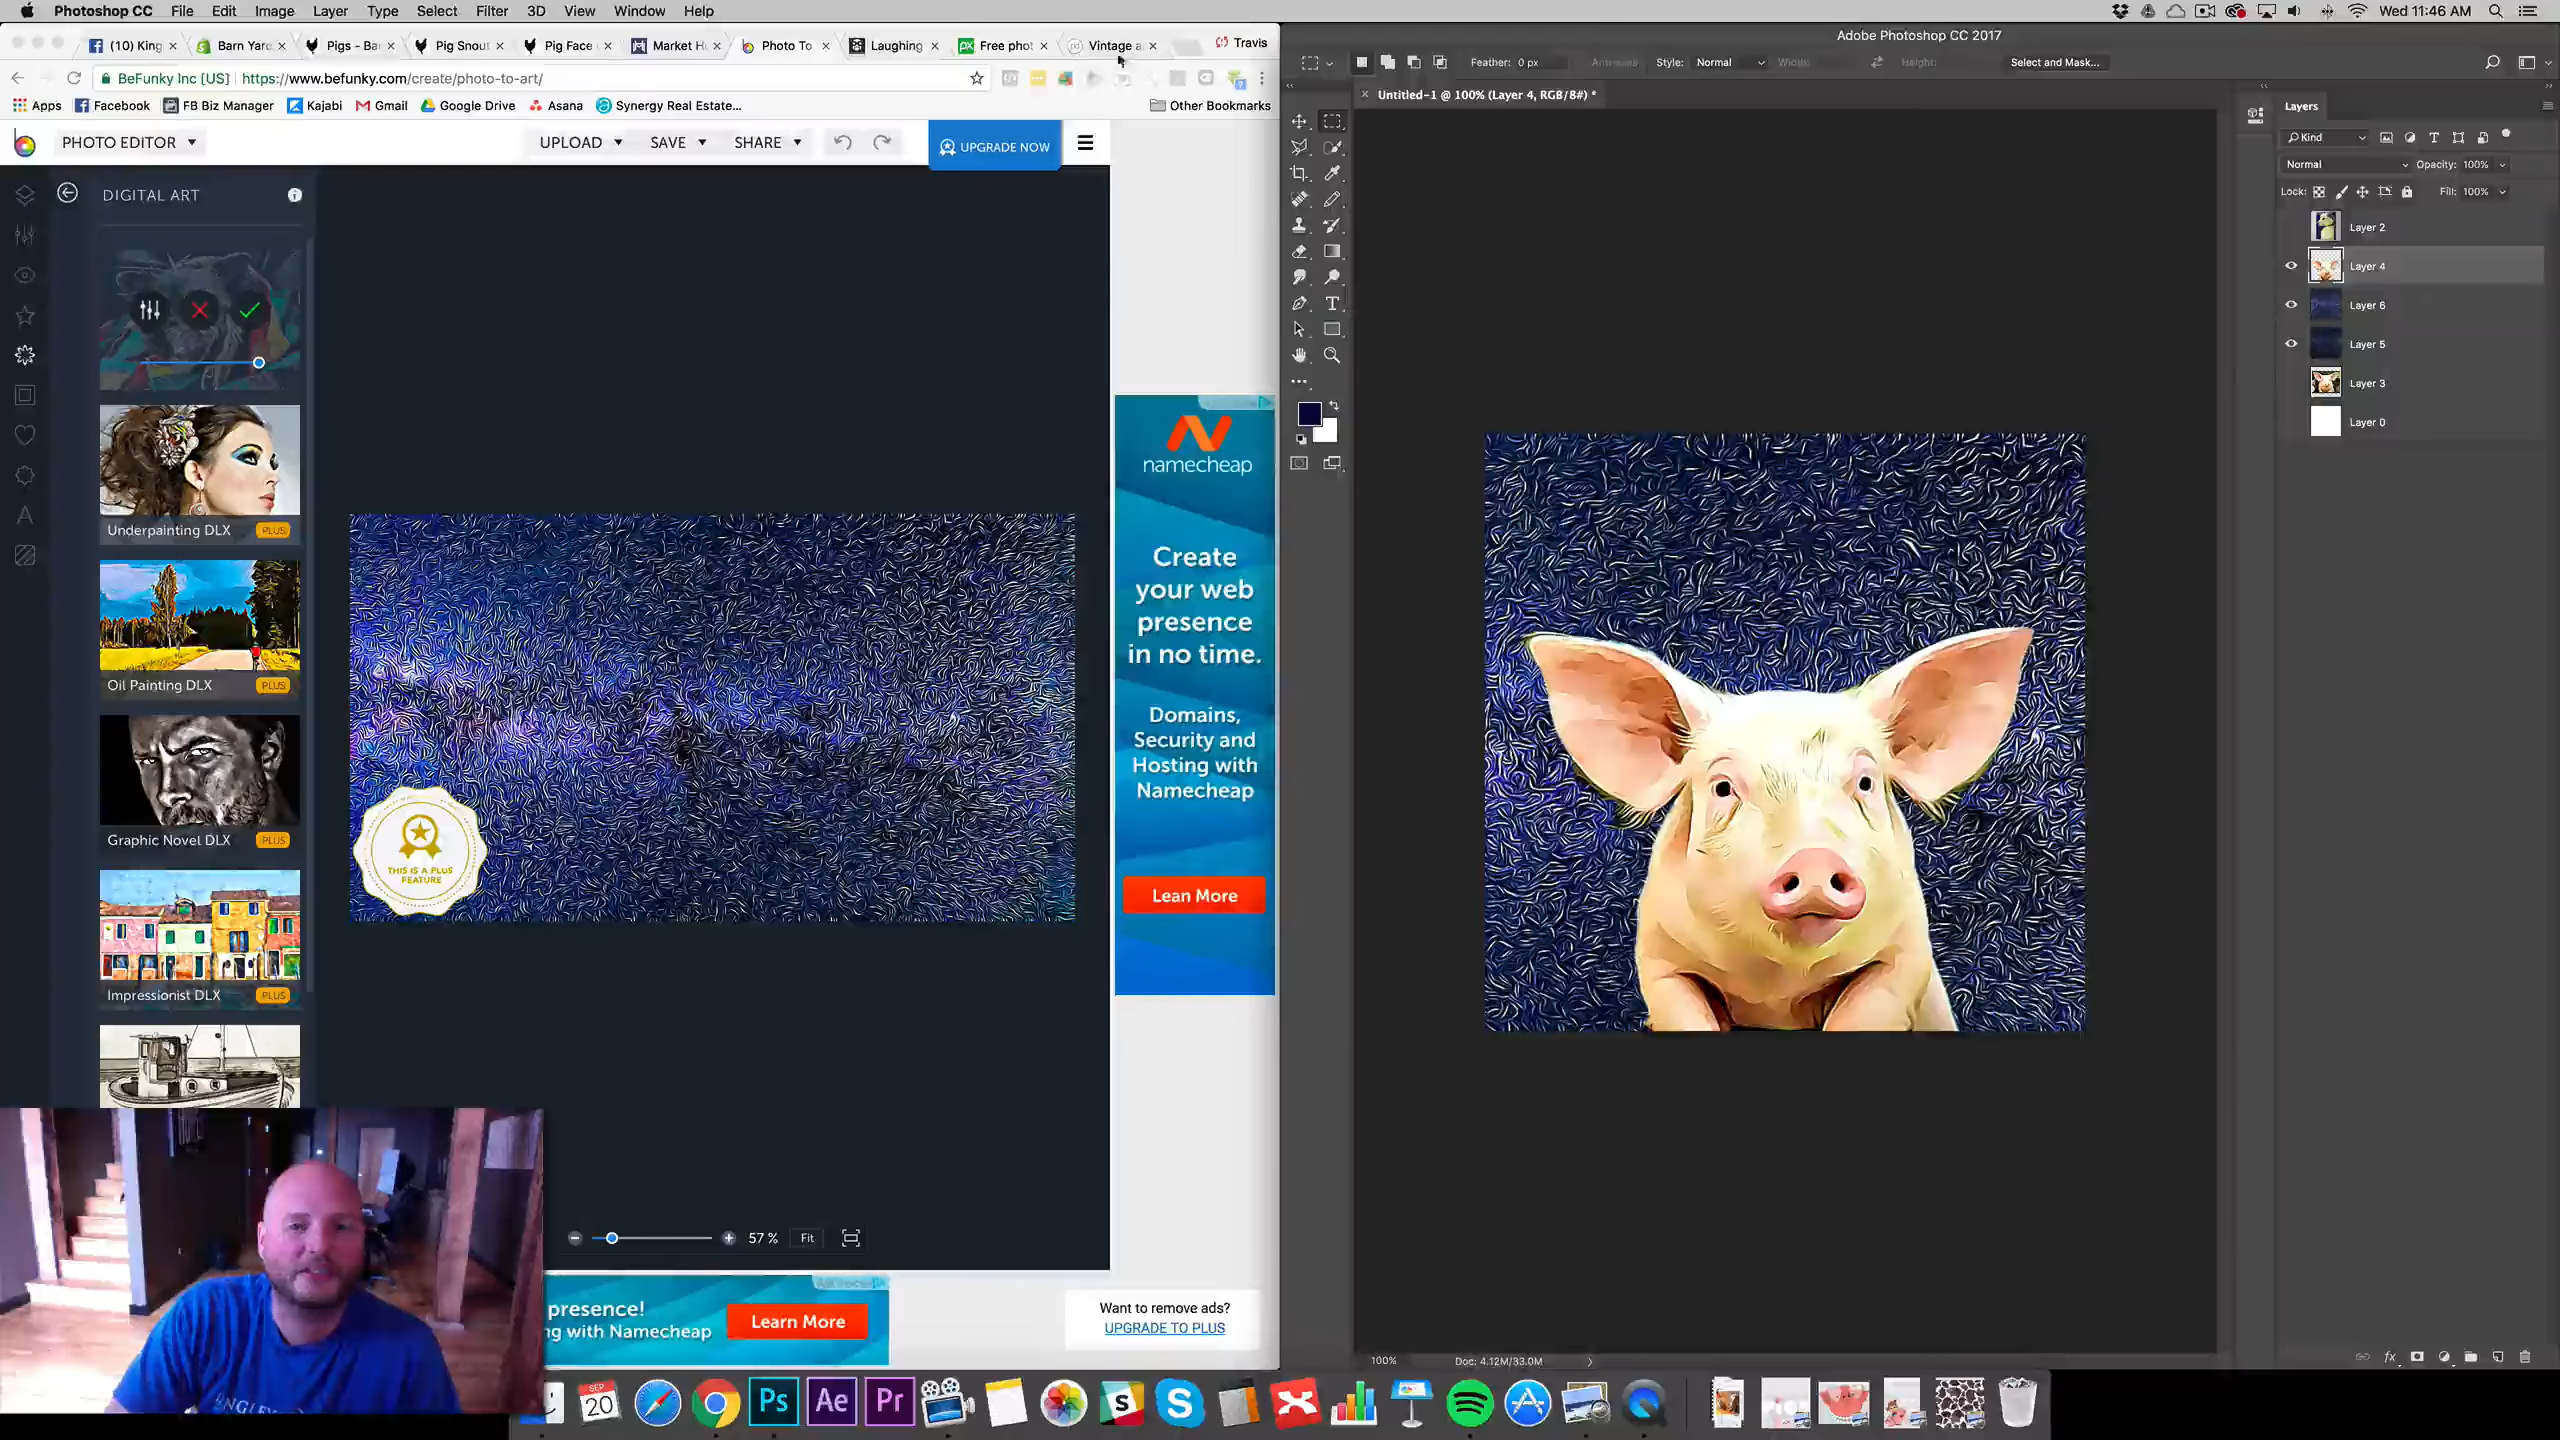 Photoshop CC File Edit Image Layer Type Select Filter 3D View Window Help
Wed 11:46 AM
(10) King
Barn Yar
Pigs - Ba
Pig Snout
Pig Face
Market H
Photo To
Laughing
Free phot
Vintage a
Travis
Adobe Photoshop CC 2017
BeFunky Inc [US] https://www.befunky.com/create/photo-to-art/
Feather: 0 px
Style: Normal
Width:
Height:
Select and Mask...
Apps Facebook FB Biz Manager Kajabi Gmail Google Drive Asana Synergy Real Estate... Other Bookmarks
Untitled-1 @ 100% (Layer 4, RGB/8#) *
Layers
PHOTO EDITOR
UPLOAD
SAVE
SHARE
UPGRADE NOW
Kind
Normal
Opacity: 100%
Lock:
Fill: 100%
DIGITAL ART
Layer 2
Layer 4
Layer 6
Layer 5
Layer 3
Layer 0
Underpainting DLX PLUS
Oil Painting DLX PLUS
Graphic Novel DLX PLUS
Impressionist DLX PLUS
THIS IS A PLUS
FEATURE
namecheap
Create
your web
presence
in no time.
Domains,
Security and
Hosting with
Namecheap
Lean More
57 %
Fit
presence!
ng with Namecheap
Learn More
Want to remove ads?
UPGRADE TO PLUS
100%
Doc: 4.12M/33.0M
SEP
20
Ps
Ae
Pr
S